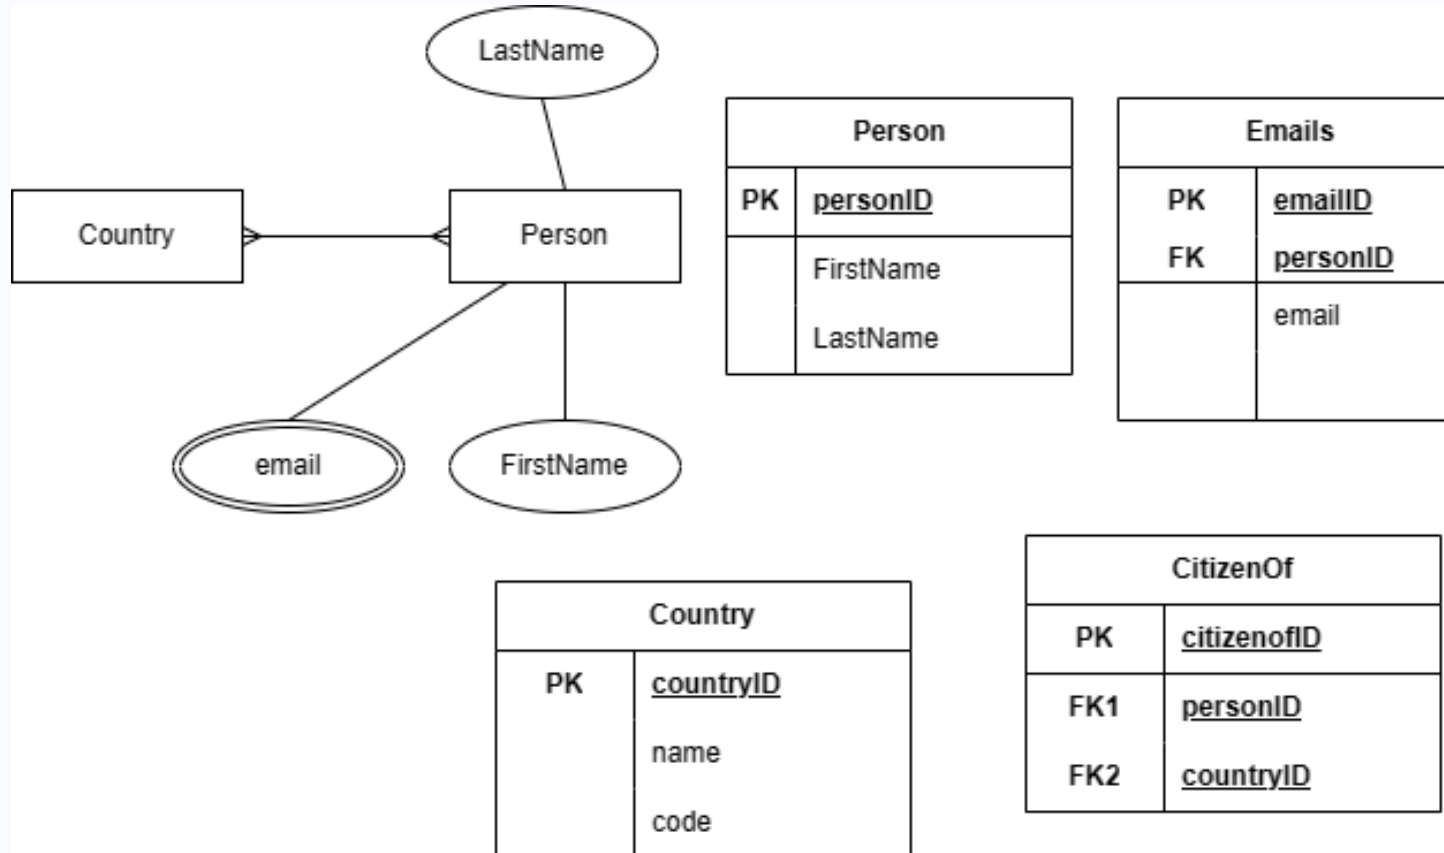 LastName
Country
Person
email
FirstName
Person
PK personID
FirstName
LastName
Emails
PK emailID
FK personID
email
Country
PK countryID
name
code
CitizenOf
PK citizenofID
FK1 personID
FK2 countryID